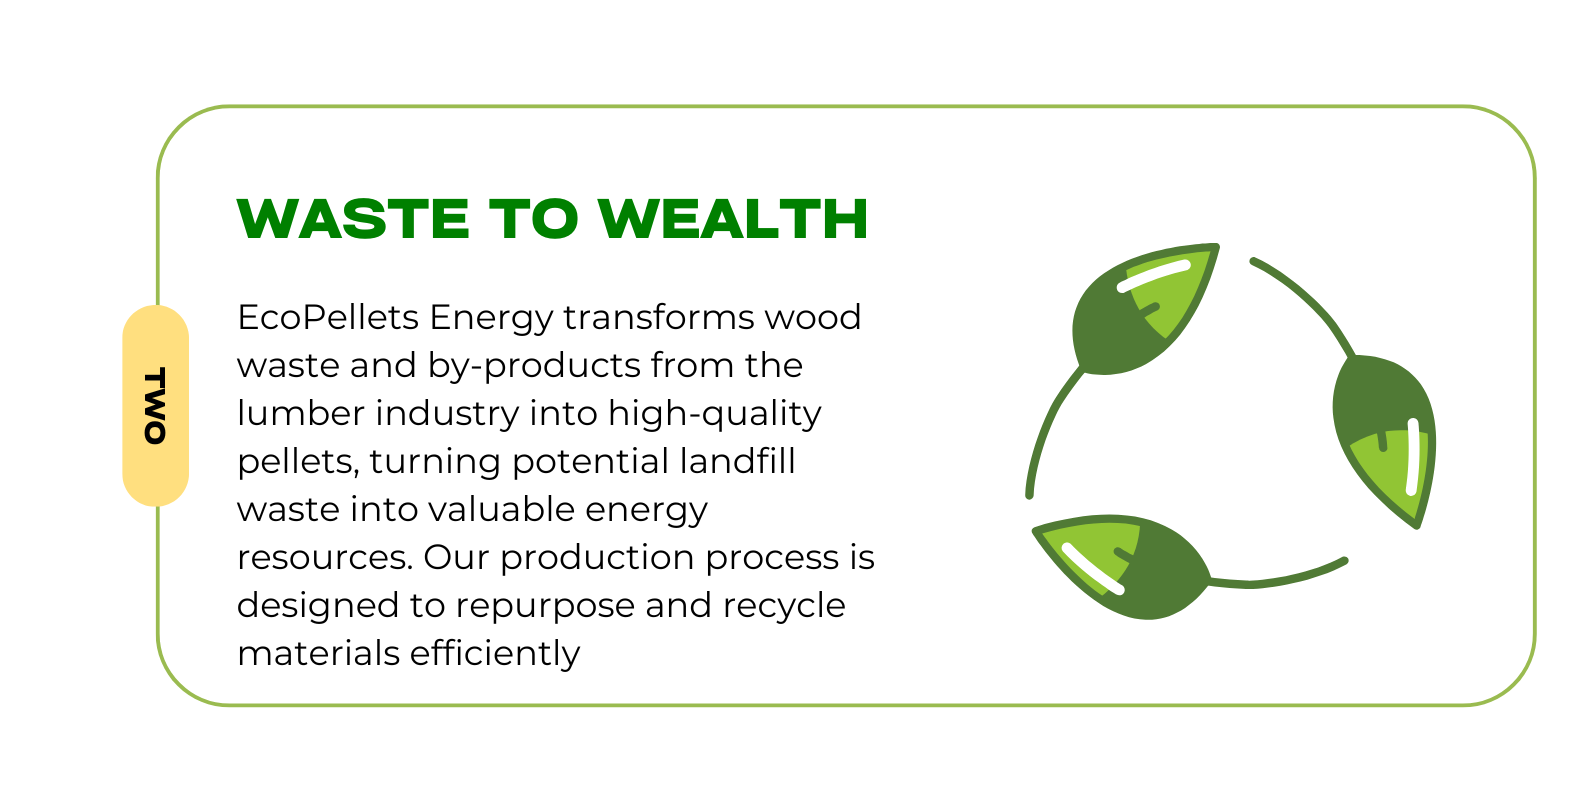 WASTE TO WEALTH
EcoPellets Energy transforms wood
waste and by-products from the
lumber industry into high-quality
pellets, turning potential landfill
waste into valuable energy
resources. Our production process is
designed to repurpose and recycle
materials efficiently
TWO